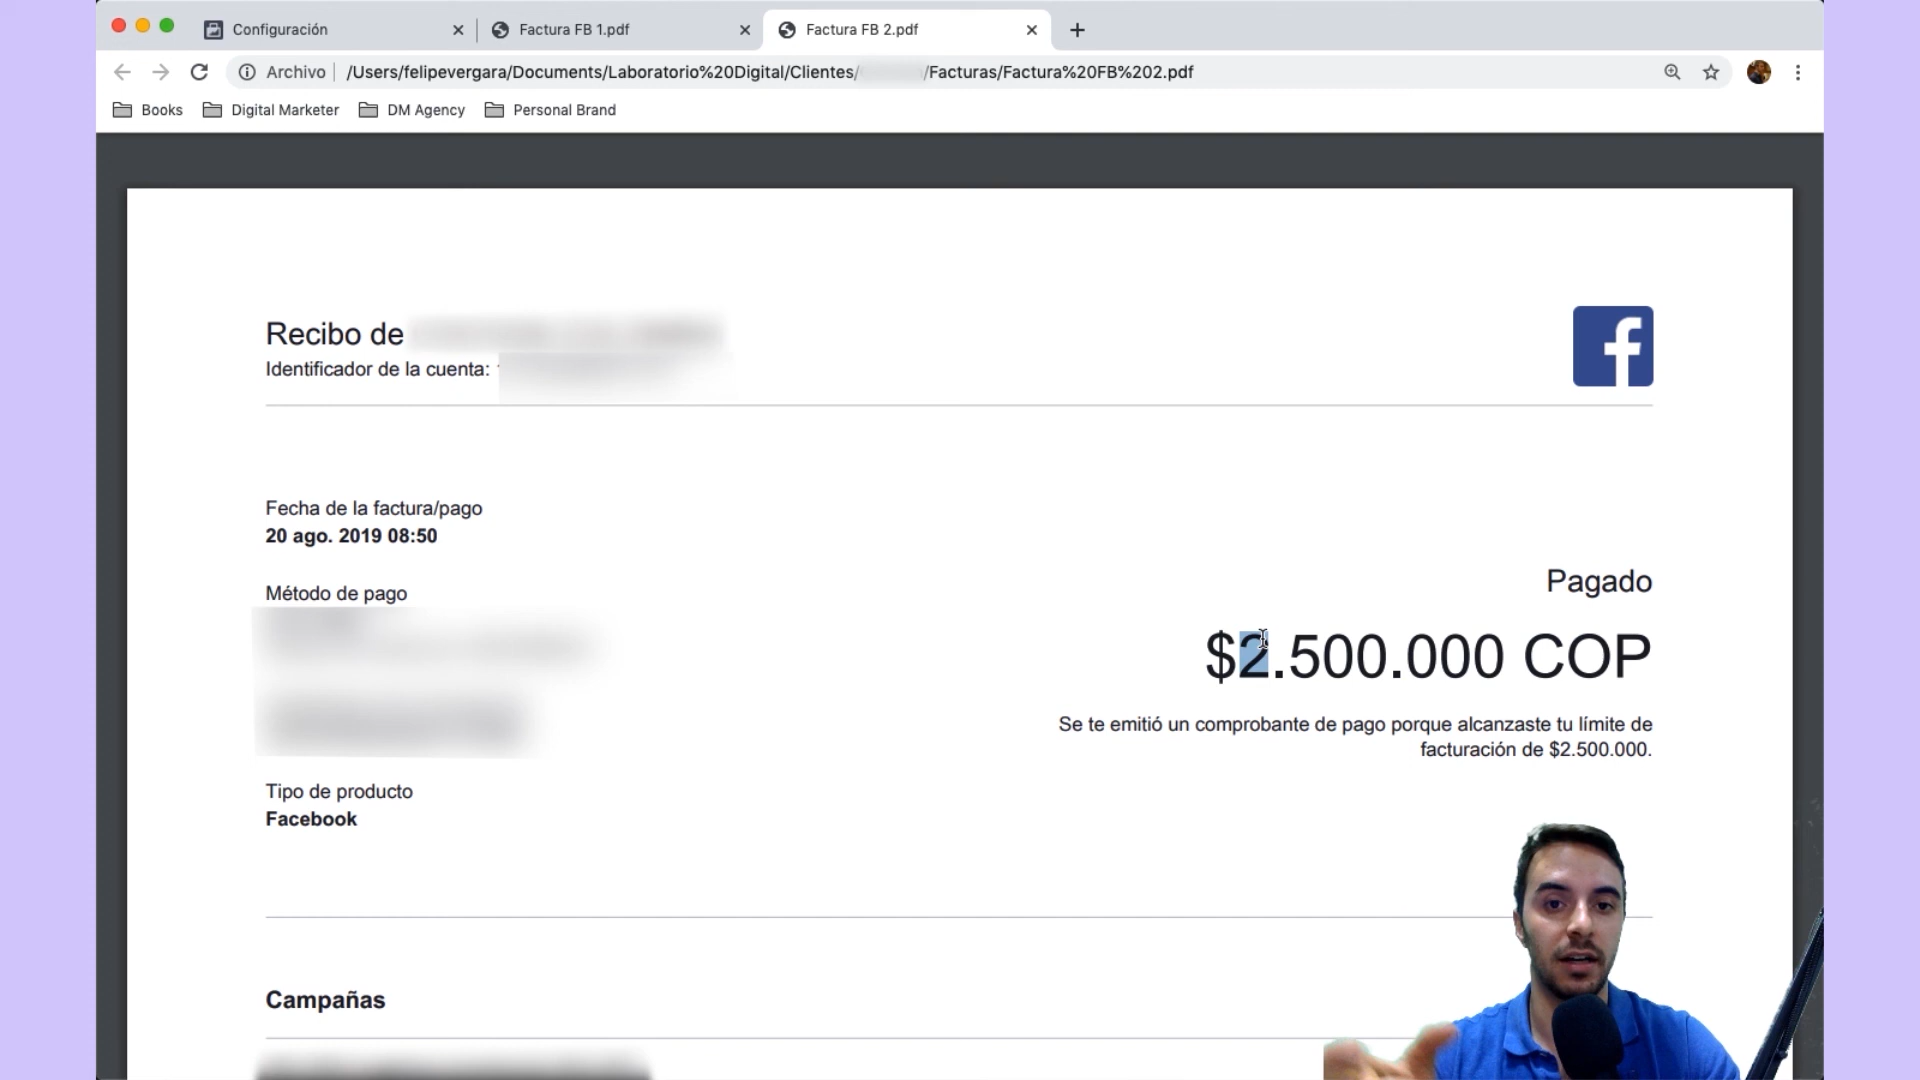 Configuración
Factura FB 1.pdf
Factura FB 2.pdf
Archivo
/Users/felipevergara/Documents/Laboratorio%20Digital/Clientes/
/Facturas/Factura%20FB%202.pdf
Books
Digital Marketer
DM Agency
Personal Brand
Recibo de
Identificador de la cuenta:
Fecha de la factura/pago
20 ago. 2019 08:50
Método de pago
Pagado
$2.500.000 COP
Se te emitió un comprobante de pago porque alcanzaste tu límite de
facturación de $2.500.000.
Tipo de producto
Facebook
Campañas